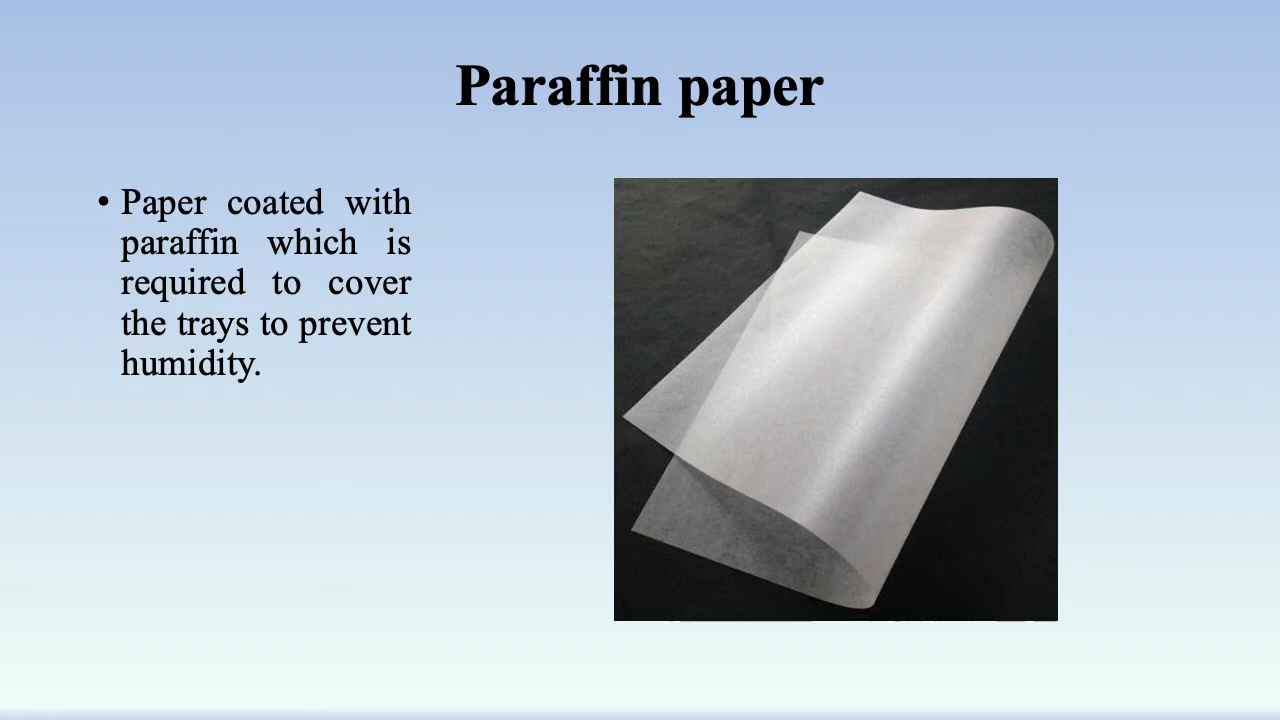 Paraffin paper
• Paper coated with
paraffin which is
required to cover
the trays to prevent
humidity.